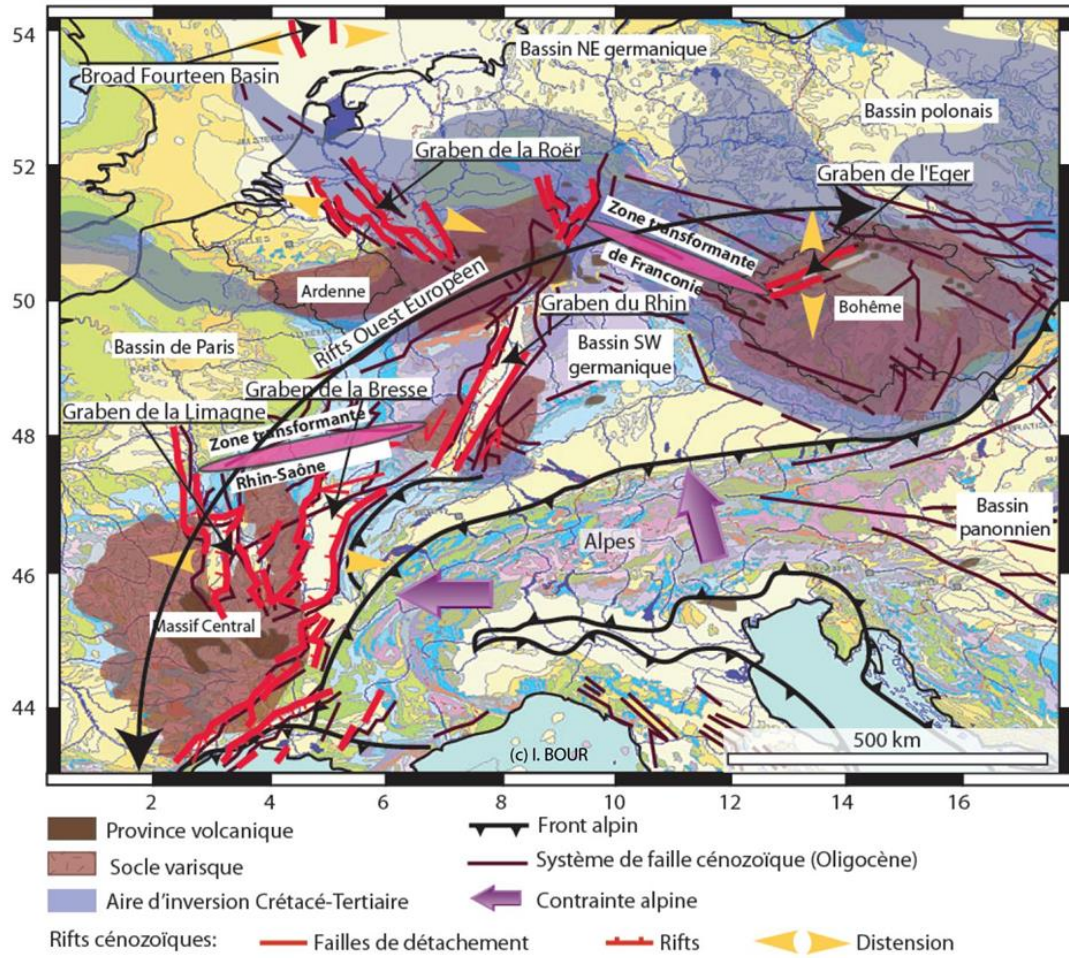 54
52
50
48
46
44
Broad Fourteen Basin
Bassin NE germanique
Bassin polonais
Graben de la Roër
Graben de l'Eger
Zone transformante
de Franconie
Ardenne
Rifts Ouest Européen
Bohême
Graben du Rhin
Bassin de Paris
Bassin SW
germanique
Graben de la Bresse
Graben de la Limagne
Zone transformante
Rhin-Saône
Bassin
panonnien
Alpes
Massif Central
500 km
(c) I. BOUR
2
4
6
8
10
12
14
16
Province volcanique
Socle varisque
Aire d'inversion Crétacé-Tertiaire
Front alpin
Système de faille cénozoïque (Oligocène)
Contrainte alpine
Rifts cénozoïques:
Failles de détachement
Rifts
Distension